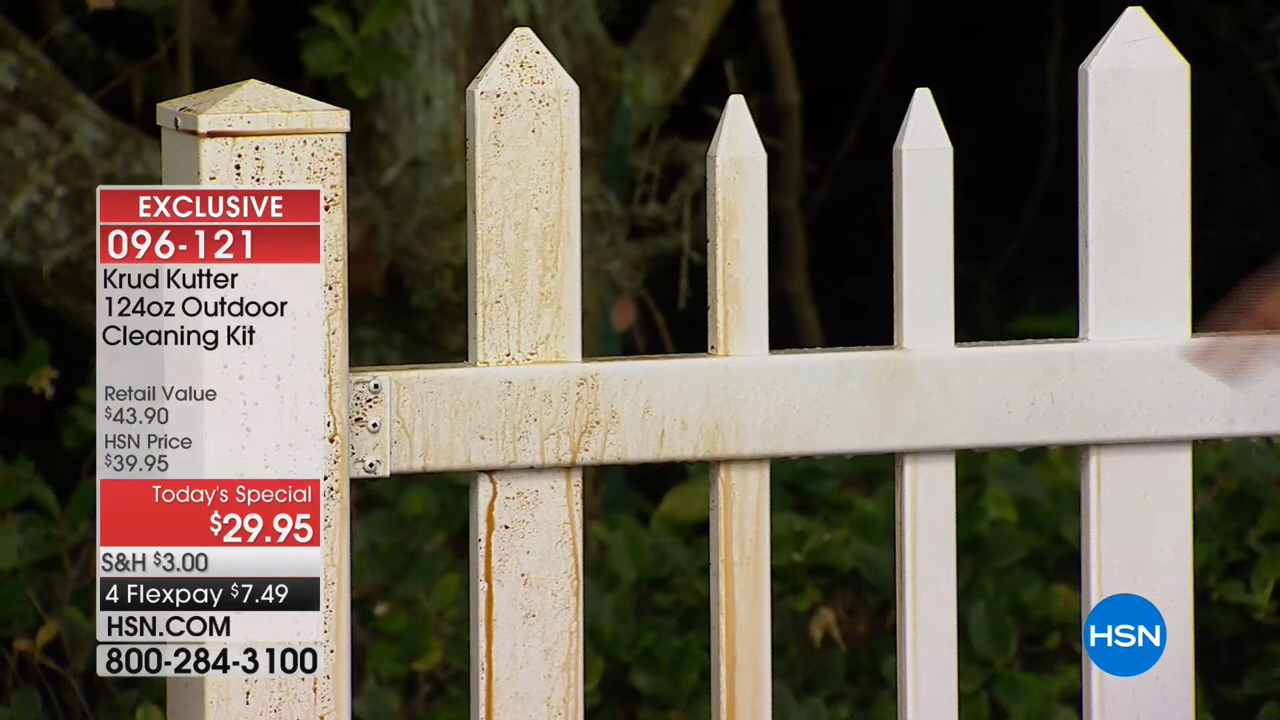 EXCLUSIVE
096-121
Krud Kutter
124oz Outdoor
Cleaning Kit
Retail Value
$43.90
HSN Price
$39.95
Today's Special
$29.95
S&H $3.00
4 Flexpay $7.49
HSN.COM
800-284-3100
HSN